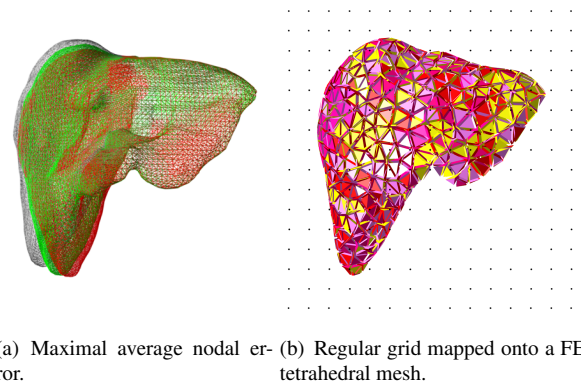 (a) Maximal average nodal er-
ror.
(b) Regular grid mapped onto a FE
tetrahedral mesh.